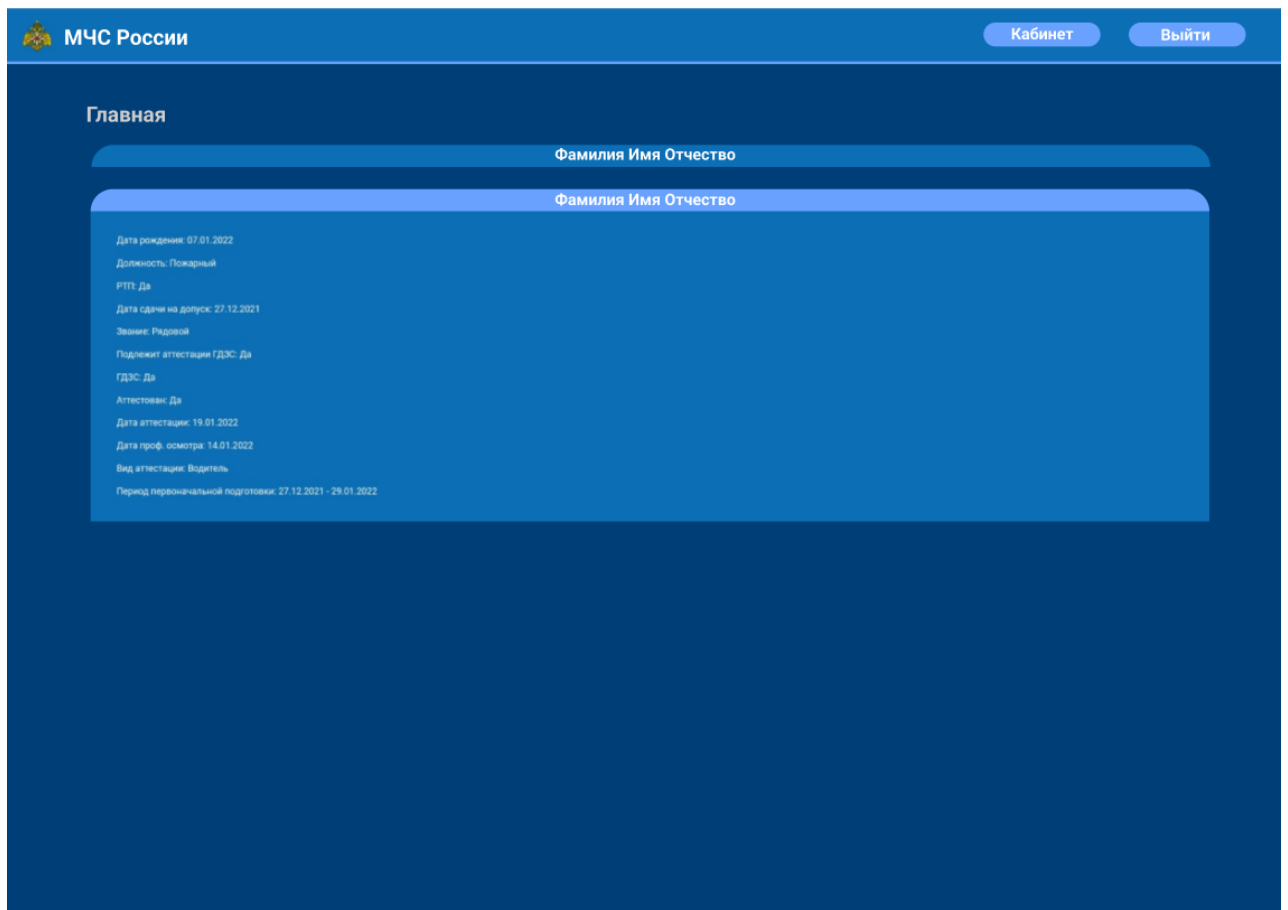 МЧС России
Кабинет
Выйти
Главная
Фамилия Имя Отчество
Фамилия Имя Отчество
Дата рождения: 07.01.2022
Должность: Пожарный
РТП: Да
Дата сдачи на допуск: 27.12.2021
Звание: Рядовой
Подлежит аттестации ГДЗС: Да
ГДЗС: Да
Аттестован: Да
Дата аттестации: 19.01.2022
Дата проф. осмотра: 14.01.2022
Вид аттестации: Водитель
Период первоначальной подготовки: 27.12.2021 - 29.01.2022